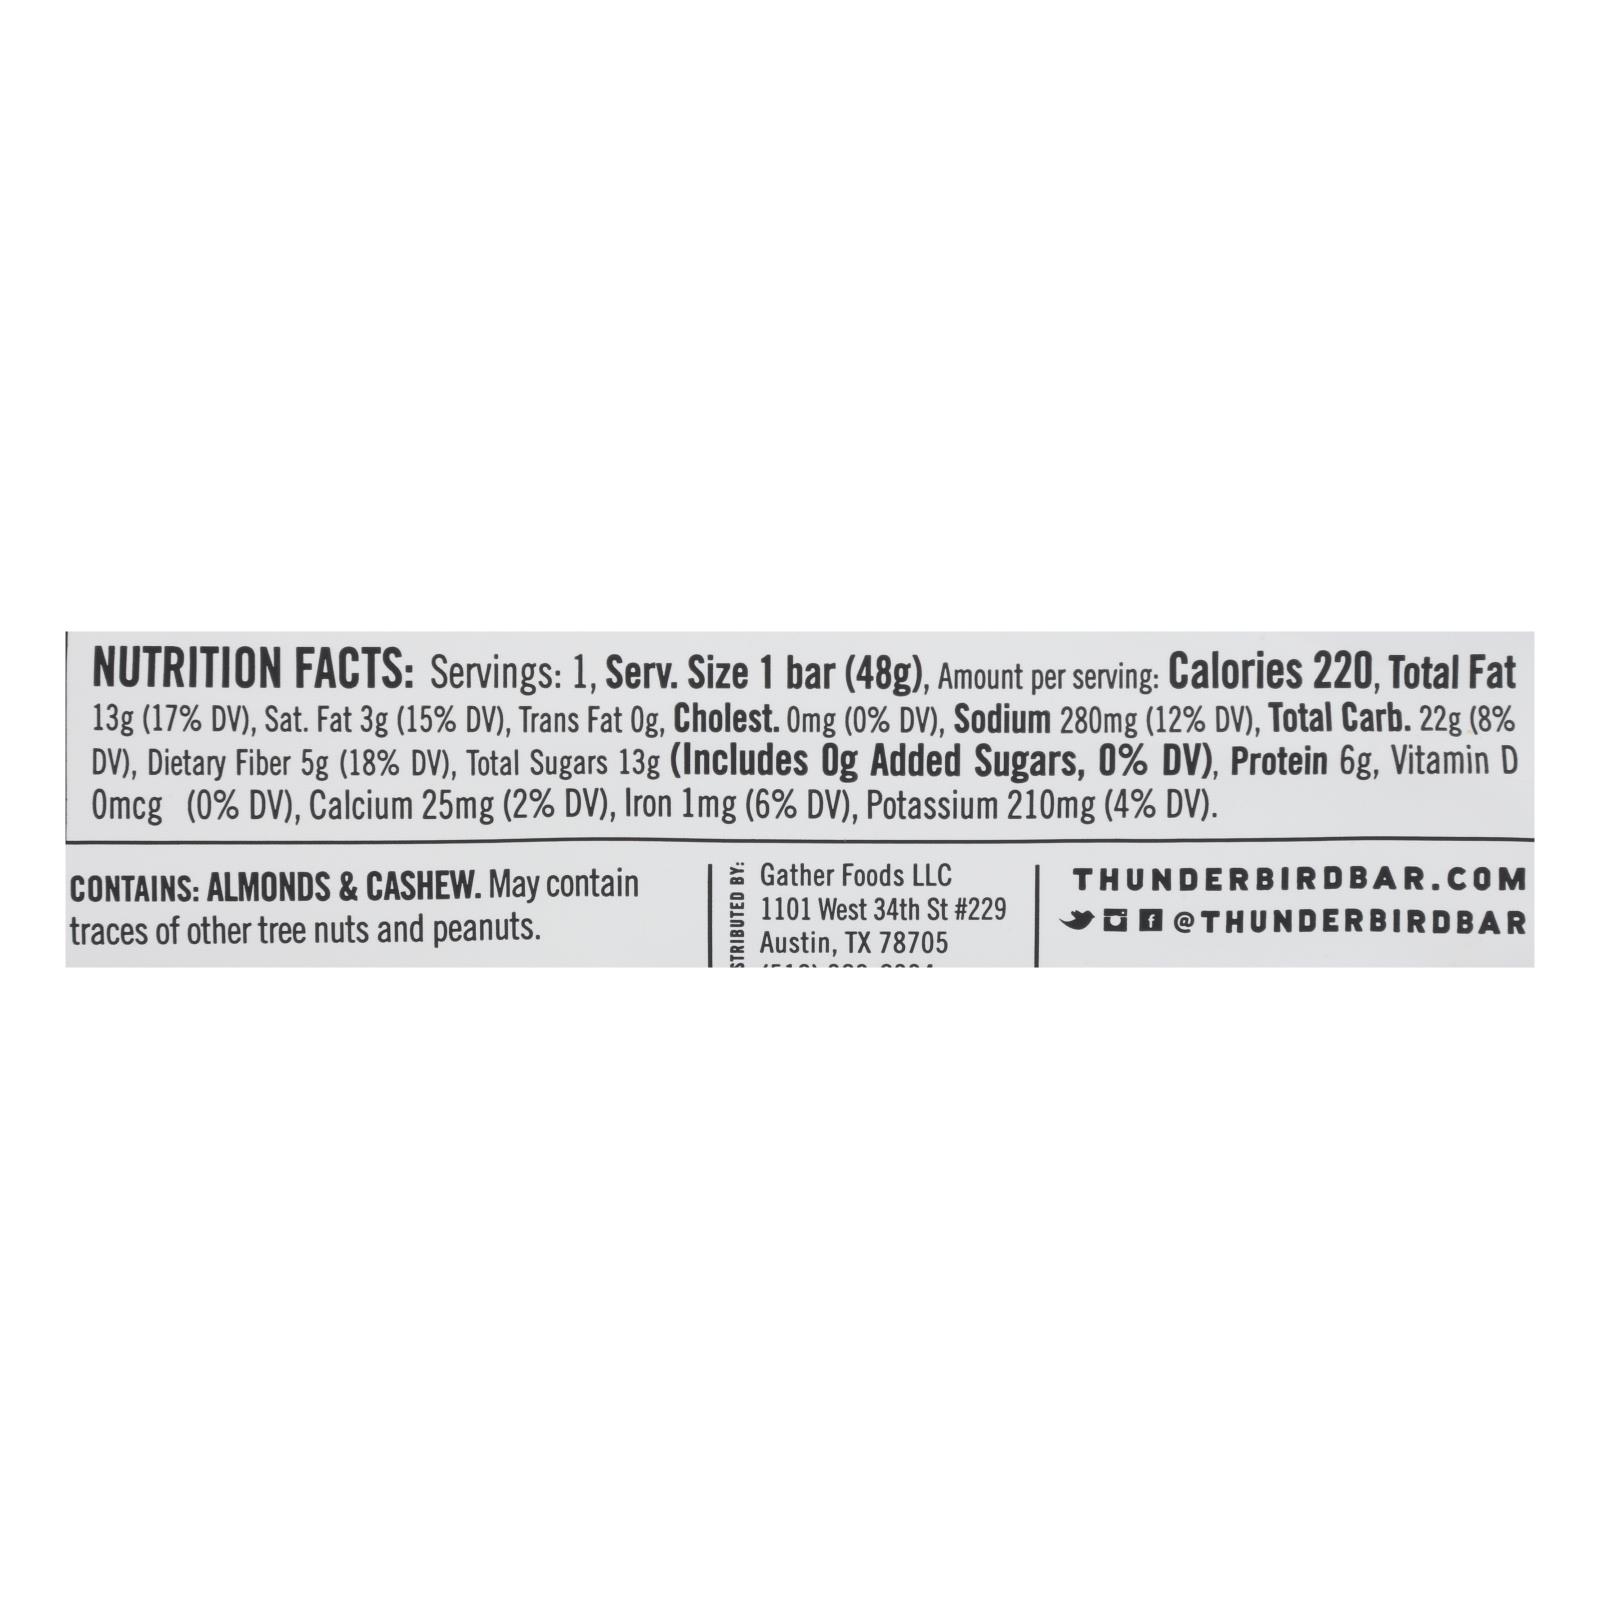 NUTRITION FACTS: Servings: 1, Serv. Size 1 bar (48g), Amount per serving: Calories 220, Total Fat
13g (17% DV), Sat. Fat 3g (15% DV), Trans Fat 0g, Cholest. 0mg (0% DV), Sodium 280mg (12% DV), Total Carb. 22g (8%
DV), Dietary Fiber 5g (18% DV), Total Sugars 13g (Includes 0g Added Sugars, 0% DV), Protein 6g, Vitamin D
0mcg (0% DV), Calcium 25mg (2% DV), Iron 1mg (6% DV), Potassium 210mg (4% DV).
CONTAINS: ALMONDS & CASHEW. May contain
traces of other tree nuts and peanuts.
STRIBUTED BY:
Gather Foods LLC
1101 West 34th St #229
Austin, TX 78705
THUNDERBIRDBAR.COM
@THUNDERBIRDBAR